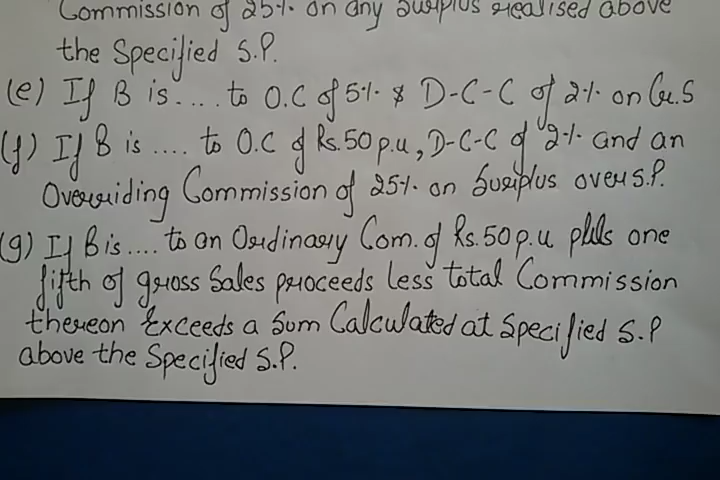 Commission of 25% on any surplus realised above
the Specified S.P.
(e) If B is .... to O.C of 5% & D-C-C of 2% on Cr.S
(f) If B is .... to O.C of Rs.50 p.u, D-C-C of 2% and an
Overriding Commission of 25% on Surplus over S.P.
(g) If B is .... to an Ordinary Com. of Rs.50 p.u plus one
fifth of gross Sales proceeds less total Commission
thereon Exceeds a Sum Calculated at Specified S.P
above the Specified S.P.